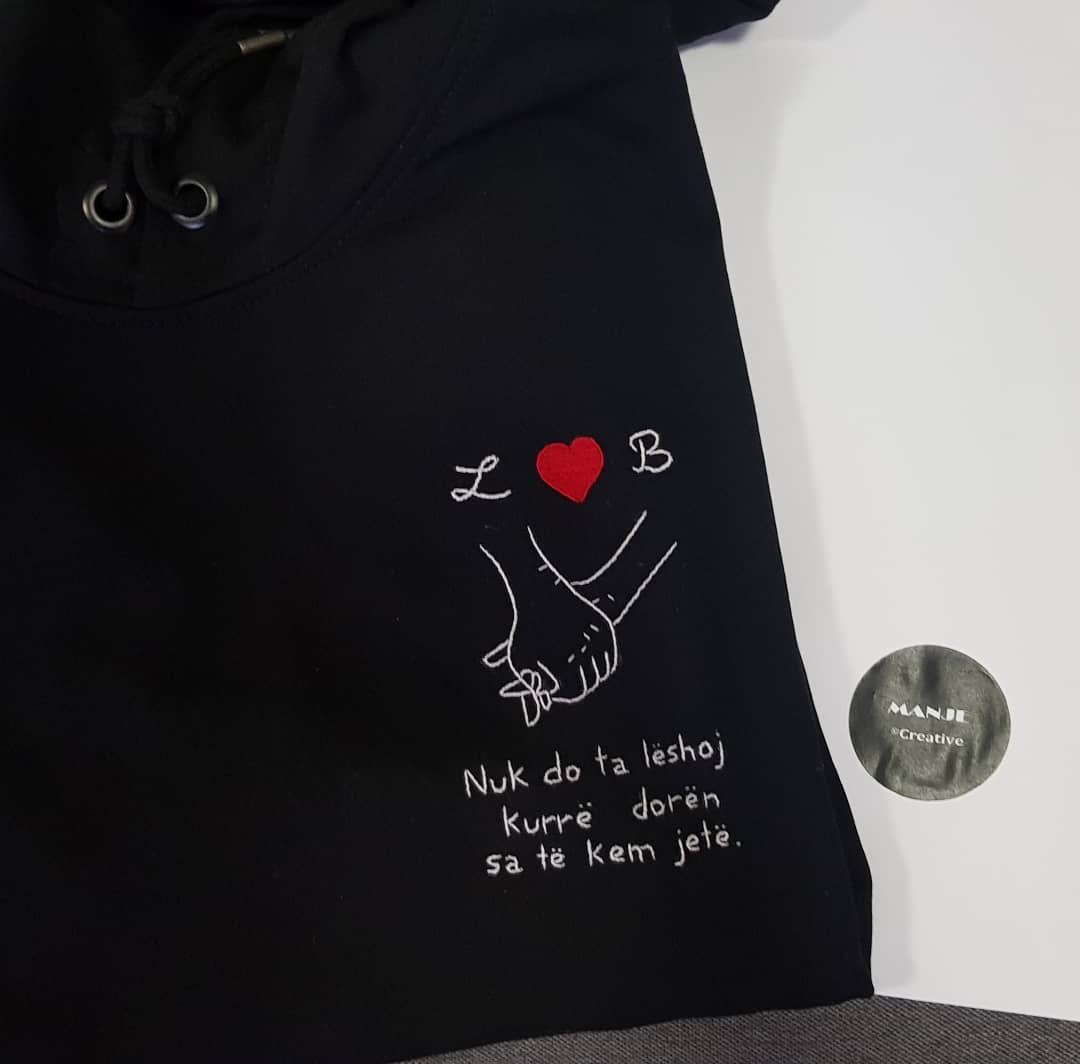 L B
Nuk do ta lëshoj
kurrë dorën
sa të kem jetë.
MANJE
©Creative